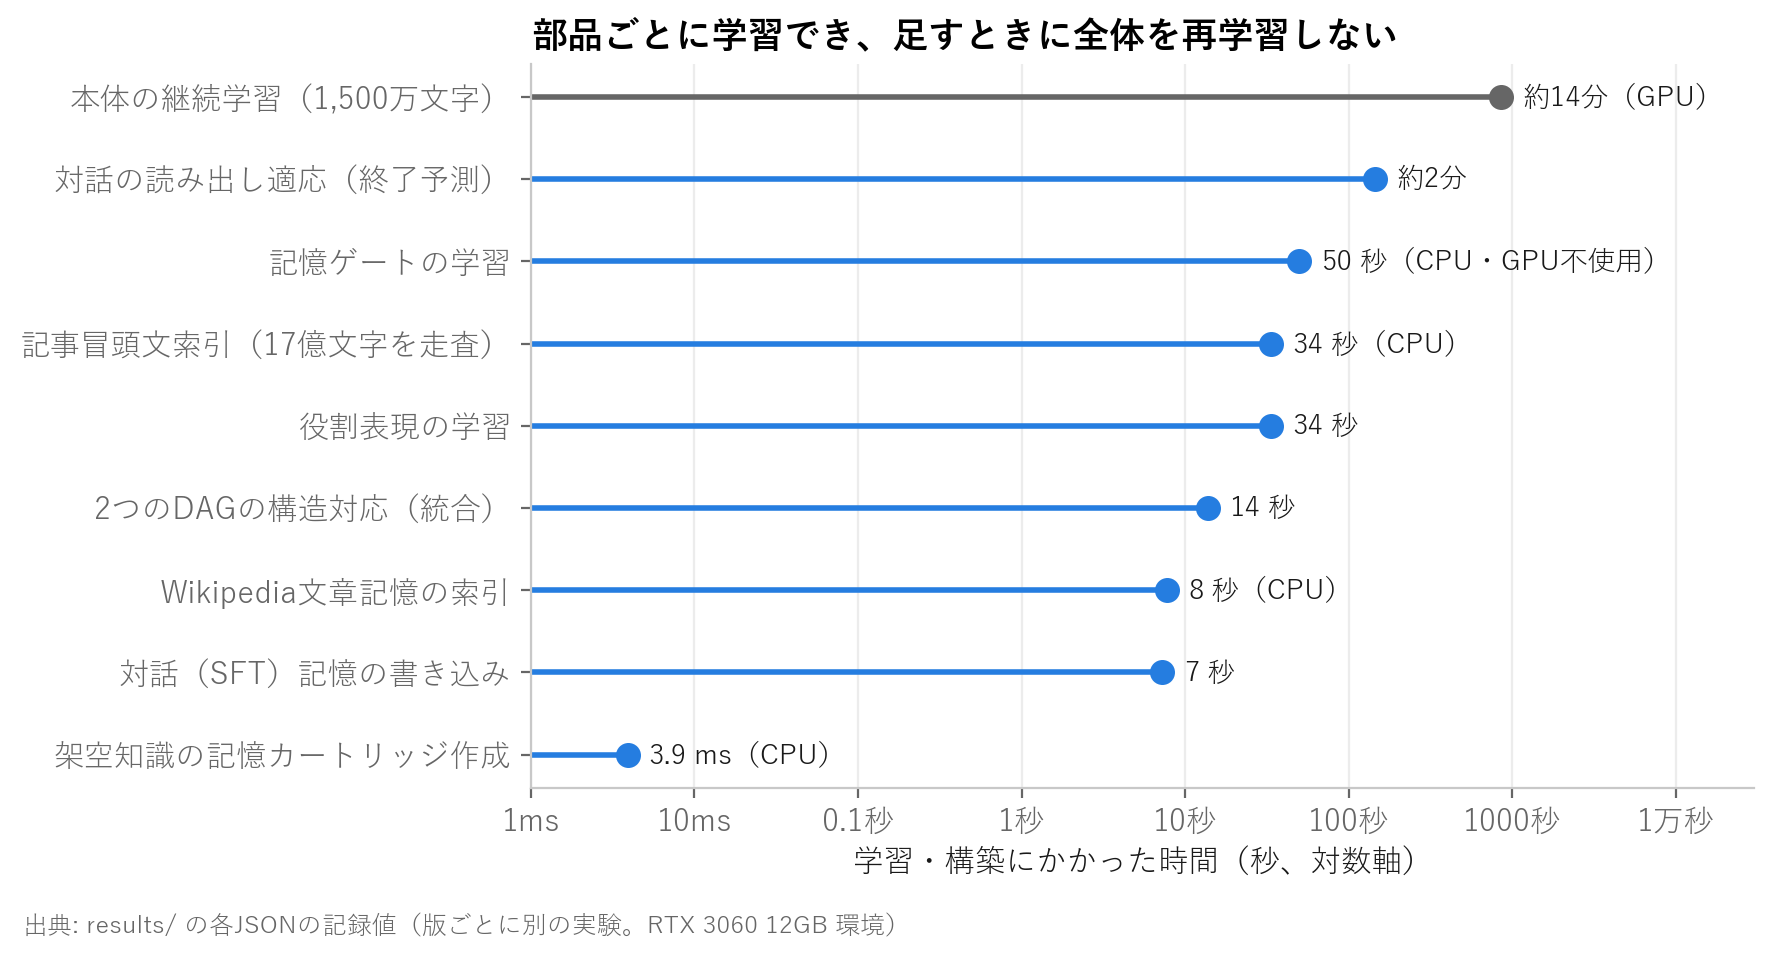 部品ごとに学習でき、足すときに全体を再学習しない
本体の継続学習（1,500万文字） 約14分（GPU）
対話の読み出し適応（終了予測） 約2分
記憶ゲートの学習 50 秒（CPU・GPU不使用）
記事冒頭文索引（17億文字を走査） 34 秒（CPU）
役割表現の学習 34 秒
2つのDAGの構造対応（統合） 14 秒
Wikipedia文章記憶の索引 8 秒（CPU）
対話（SFT）記憶の書き込み 7 秒
架空知識の記憶カートリッジ作成 3.9 ms（CPU）
1ms 10ms 0.1秒 1秒 10秒 100秒 1000秒 1万秒
学習・構築にかかった時間（秒、対数軸）
出典: results/ の各JSONの記録値（版ごとに別の実験。RTX 3060 12GB 環境）